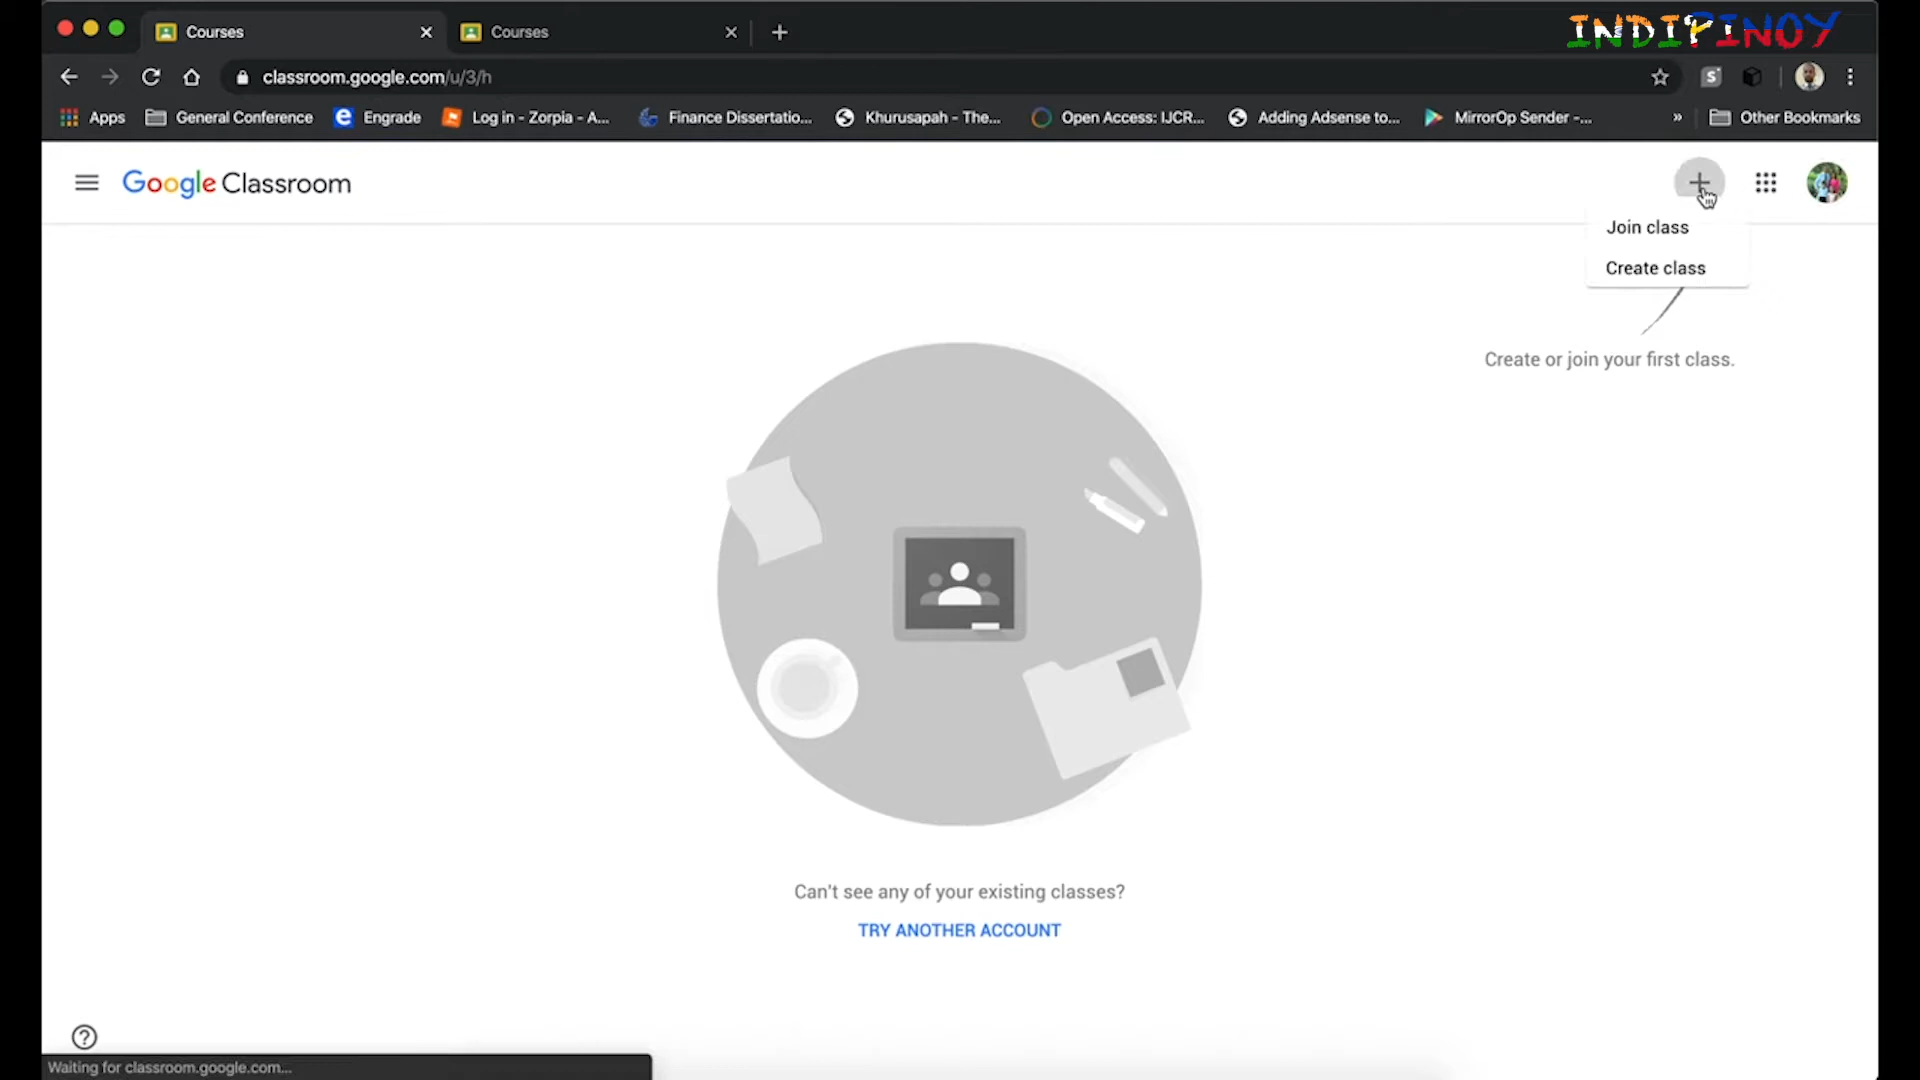 Courses
Courses
INDIPINOY
classroom.google.com/u/3/h
S
Apps
General Conference
Engrade
Log in - Zorpia - A...
Finance Dissertatio...
Khurusapah - The...
Open Access: IJCR...
Adding Adsense to...
MirrorOp Sender -...
»
Other Bookmarks
Google Classroom
Join class
Create class
Create or join your first class.
Can't see any of your existing classes?
TRY ANOTHER ACCOUNT
Waiting for classroom.google.com...